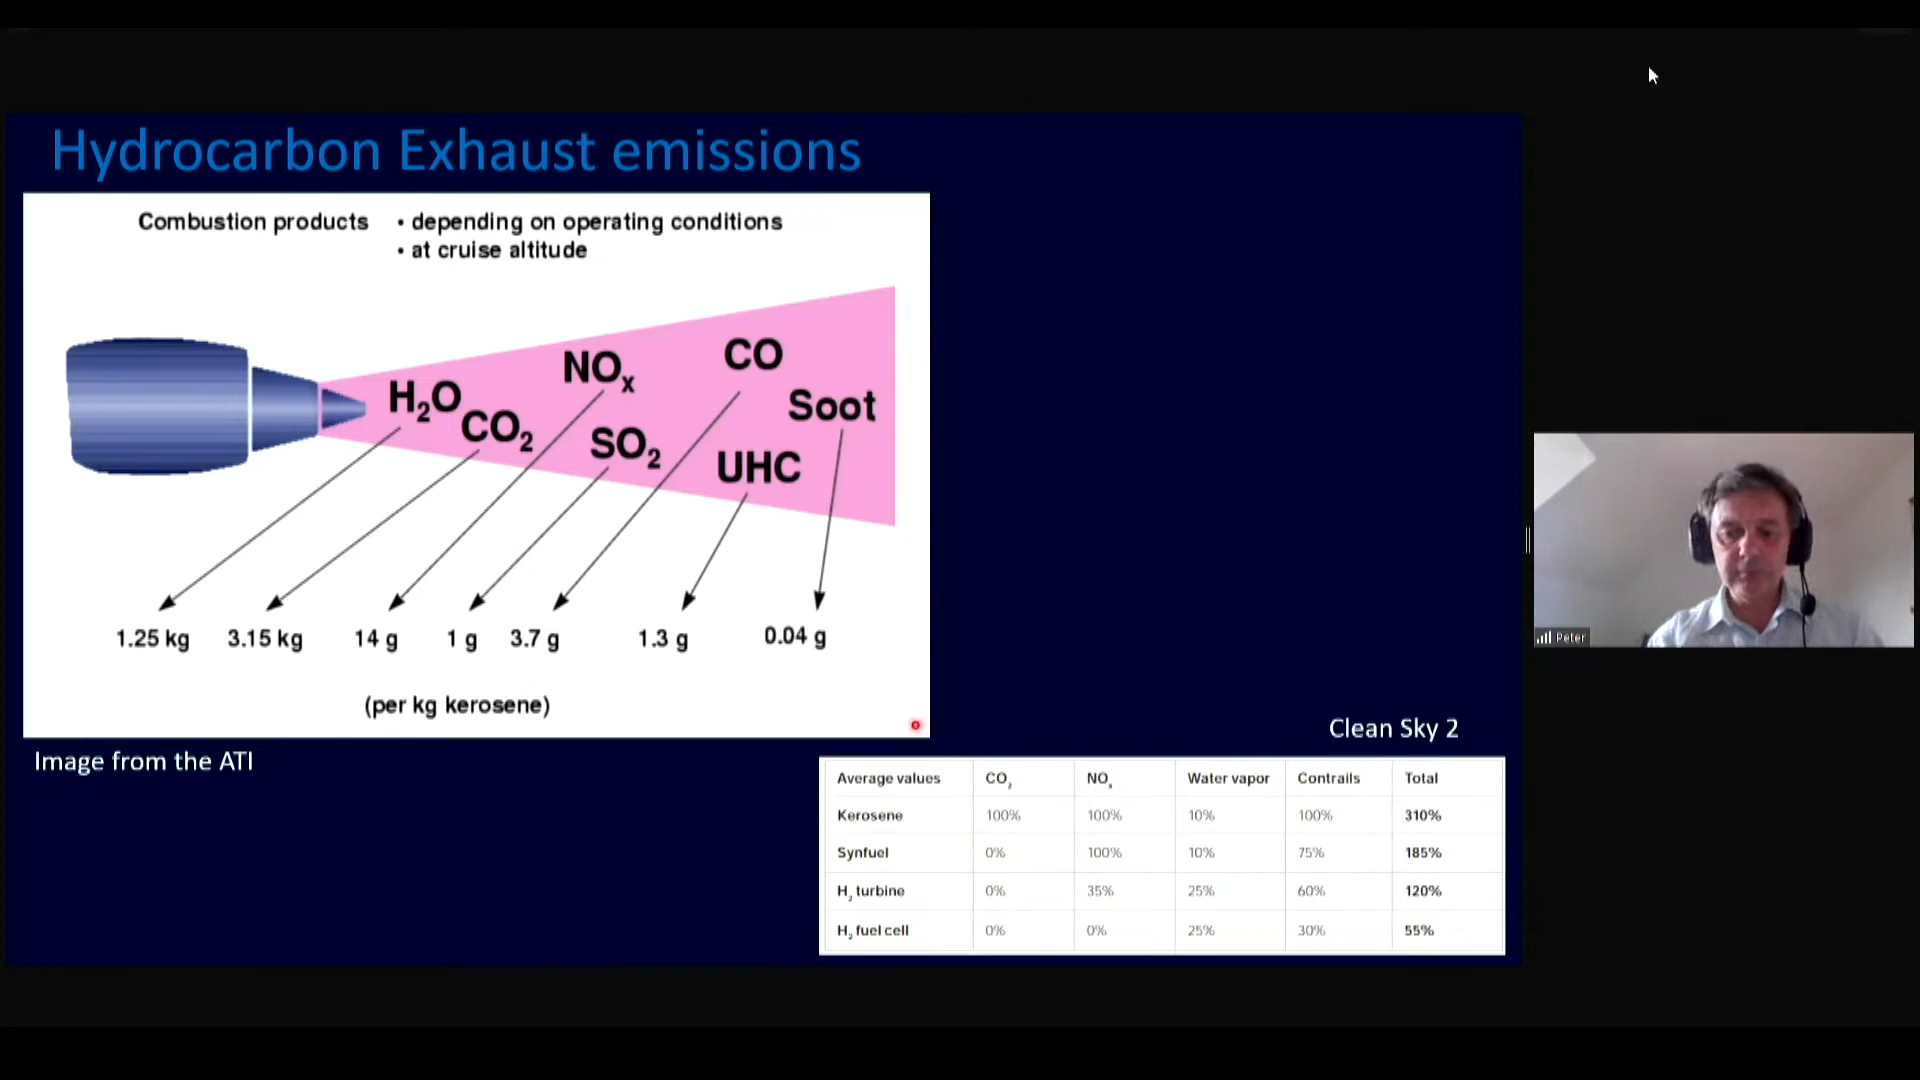 Hydrocarbon Exhaust emissions
Combustion products • depending on operating conditions
• at cruise altitude
H₂O
CO₂
NOₓ
SO₂
CO
UHC
Soot
1.25 kg 3.15 kg 14 g 1 g 3.7 g 1.3 g 0.04 g
(per kg kerosene)
Image from the ATI
Clean Sky 2
Average values CO₂ NOₓ Water vapor Contrails Total
Kerosene 100% 100% 10% 100% 310%
Synfuel 0% 100% 10% 75% 185%
H₂ turbine 0% 35% 25% 60% 120%
H₂ fuel cell 0% 0% 25% 30% 55%
Peter